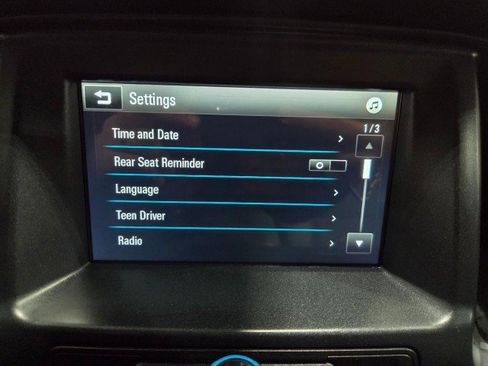 Settings
1/3
Time and Date
Rear Seat Reminder
Language
Teen Driver
Radio